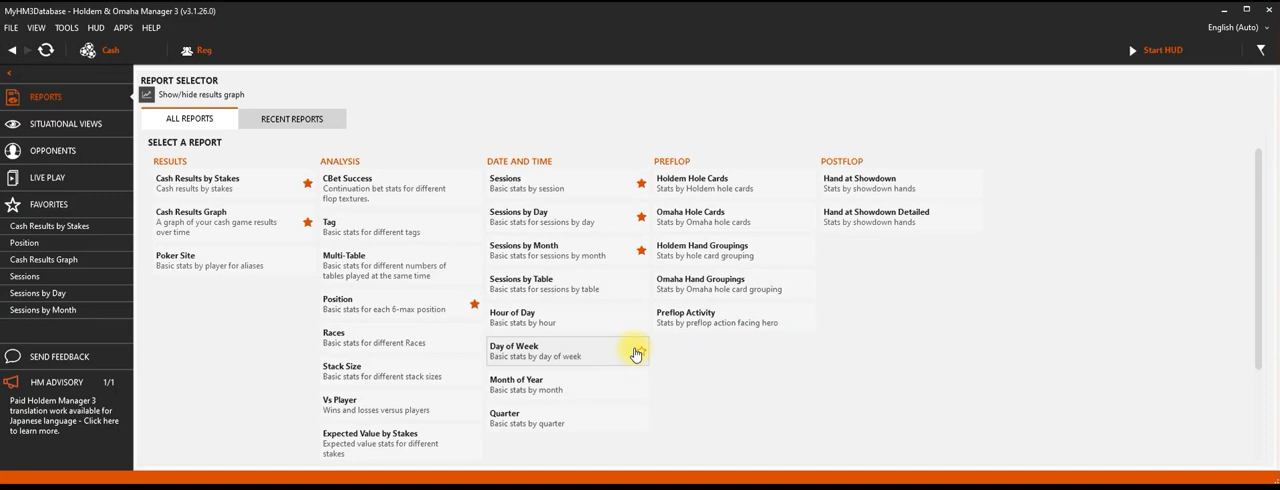 MyHM3Database - Holdem & Omaha Manager 3 (v3.1.26.0)
FILE VIEW TOOLS HUD APPS HELP
English (Auto)
Cash
Reg
Start HUD
REPORTS
SITUATIONAL VIEWS
OPPONENTS
LIVE PLAY
FAVORITES
Cash Results by Stakes
Position
Cash Results Graph
Sessions
Sessions by Day
Sessions by Month
SEND FEEDBACK
HM ADVISORY 1/1
Paid Holdem Manager 3
translation work available for
Japanese language - Click here
to learn more.
REPORT SELECTOR
Show/hide results graph
ALL REPORTS
RECENT REPORTS
SELECT A REPORT
RESULTS
Cash Results by Stakes
Cash results by stakes
Cash Results Graph
A graph of your cash game results
over time
Poker Site
Basic stats by player for aliases
ANALYSIS
CBet Success
Continuation bet stats for different
flop textures.
Tag
Basic stats for different tags
Multi-Table
Basic stats for different numbers of
tables played at the same time
Position
Basic stats for each 6-max position
Races
Basic stats for different Races
Stack Size
Basic stats for different stack sizes
Vs Player
Wins and losses versus players
Expected Value by Stakes
Expected value stats for different
stakes
DATE AND TIME
Sessions
Basic stats by session
Sessions by Day
Basic stats for sessions by day
Sessions by Month
Basic stats for sessions by month
Sessions by Table
Basic stats for sessions by table
Hour of Day
Basic stats by hour
Day of Week
Basic stats by day of week
Month of Year
Basic stats by month
Quarter
Basic stats by quarter
PREFLOP
Holdem Hole Cards
Stats by Holdem hole cards
Omaha Hole Cards
Stats by Omaha hole cards
Holdem Hand Groupings
Stats by hole card grouping
Omaha Hand Groupings
Stats by Omaha hole card grouping
Preflop Activity
Stats by preflop action facing hero
POSTFLOP
Hand at Showdown
Stats by showdown hands
Hand at Showdown Detailed
Stats by showdown hands